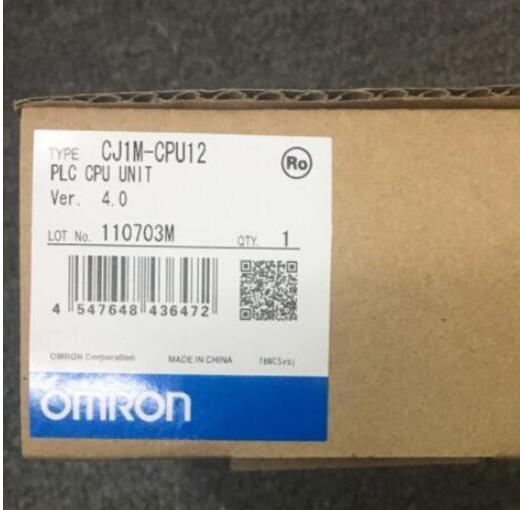 TYPE CJ1M-CPU12
Ro
PLC CPU UNIT
Ver. 4.0
LOT No. 110703M QTY. 1
4 547648 436472
OMRON Corporation MADE IN CHINA
OMRON